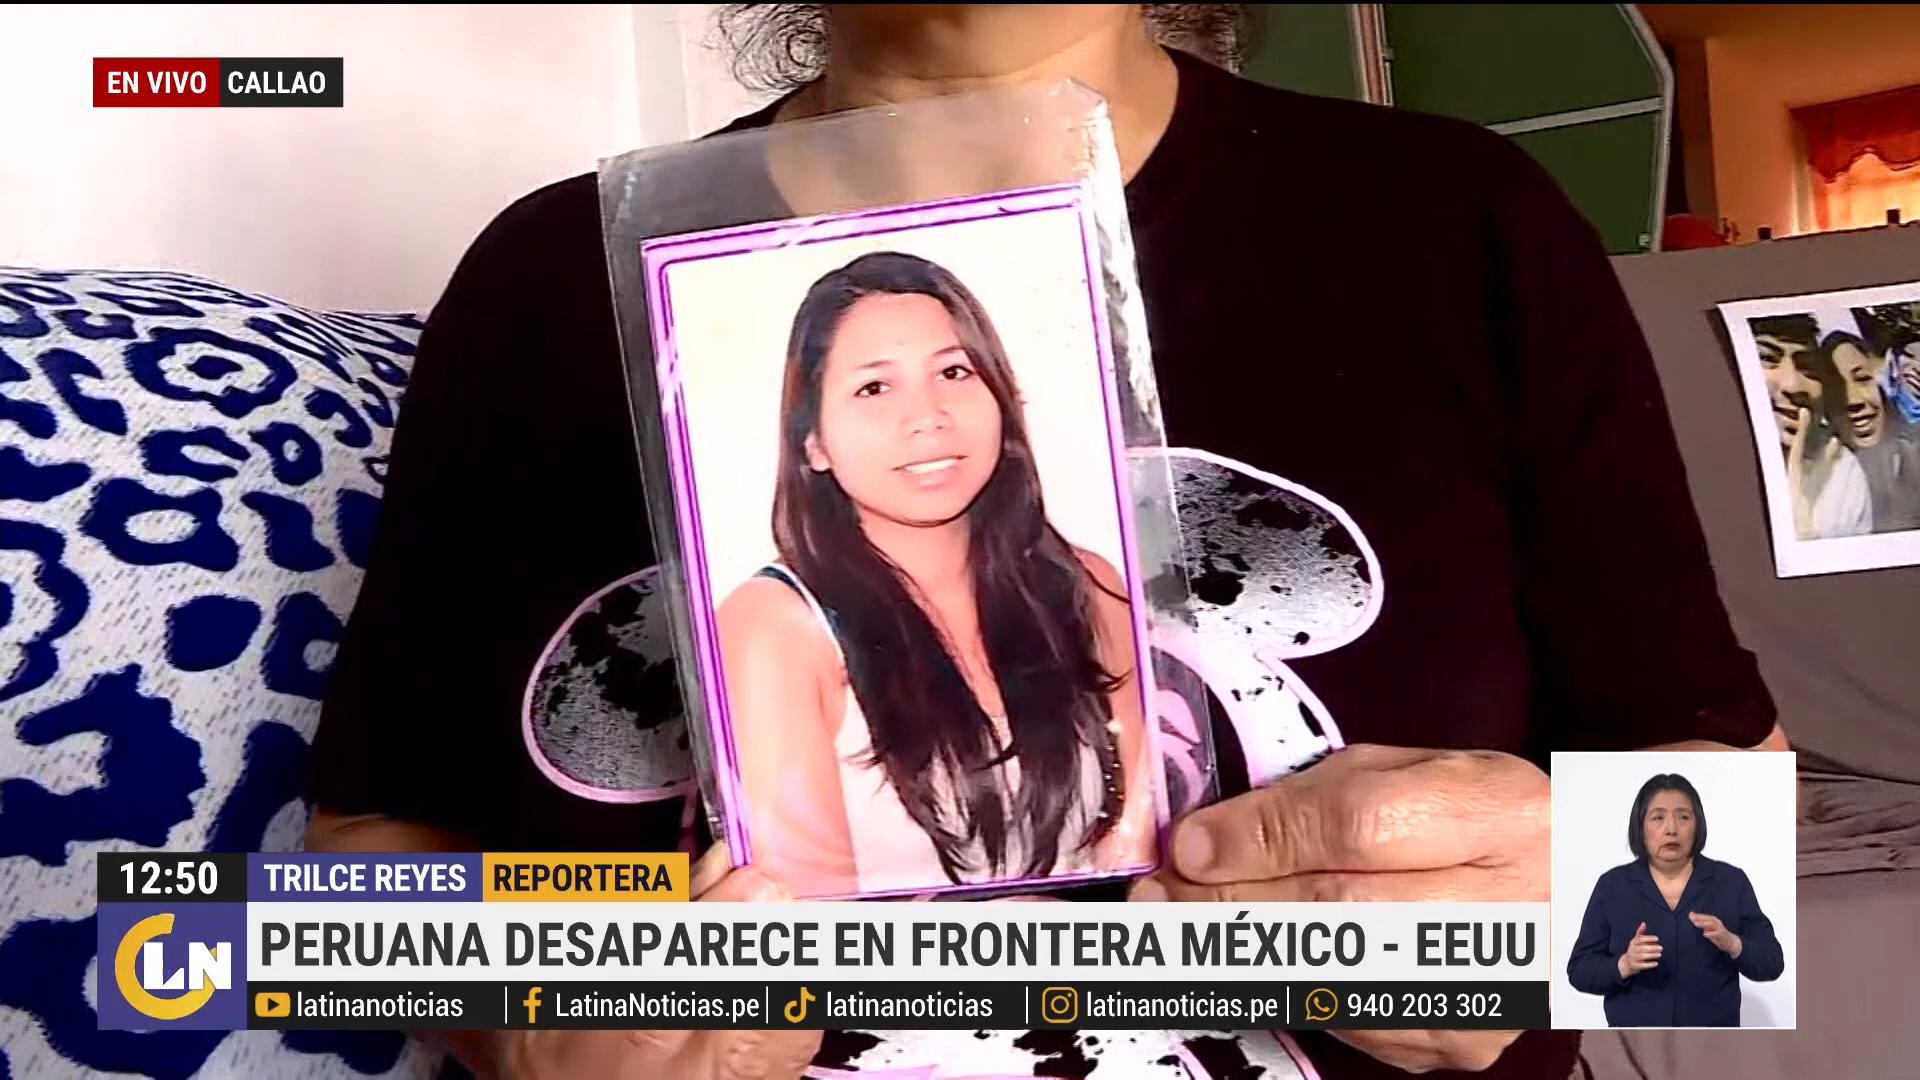 EN VIVO CALLAO
12:50 TRILCE REYES REPORTERA
LN PERUANA DESAPARECE EN FRONTERA MÉXICO - EEUU
latinanoticias LatinaNoticias.pe latinanoticias latinanoticias.pe 940 203 302